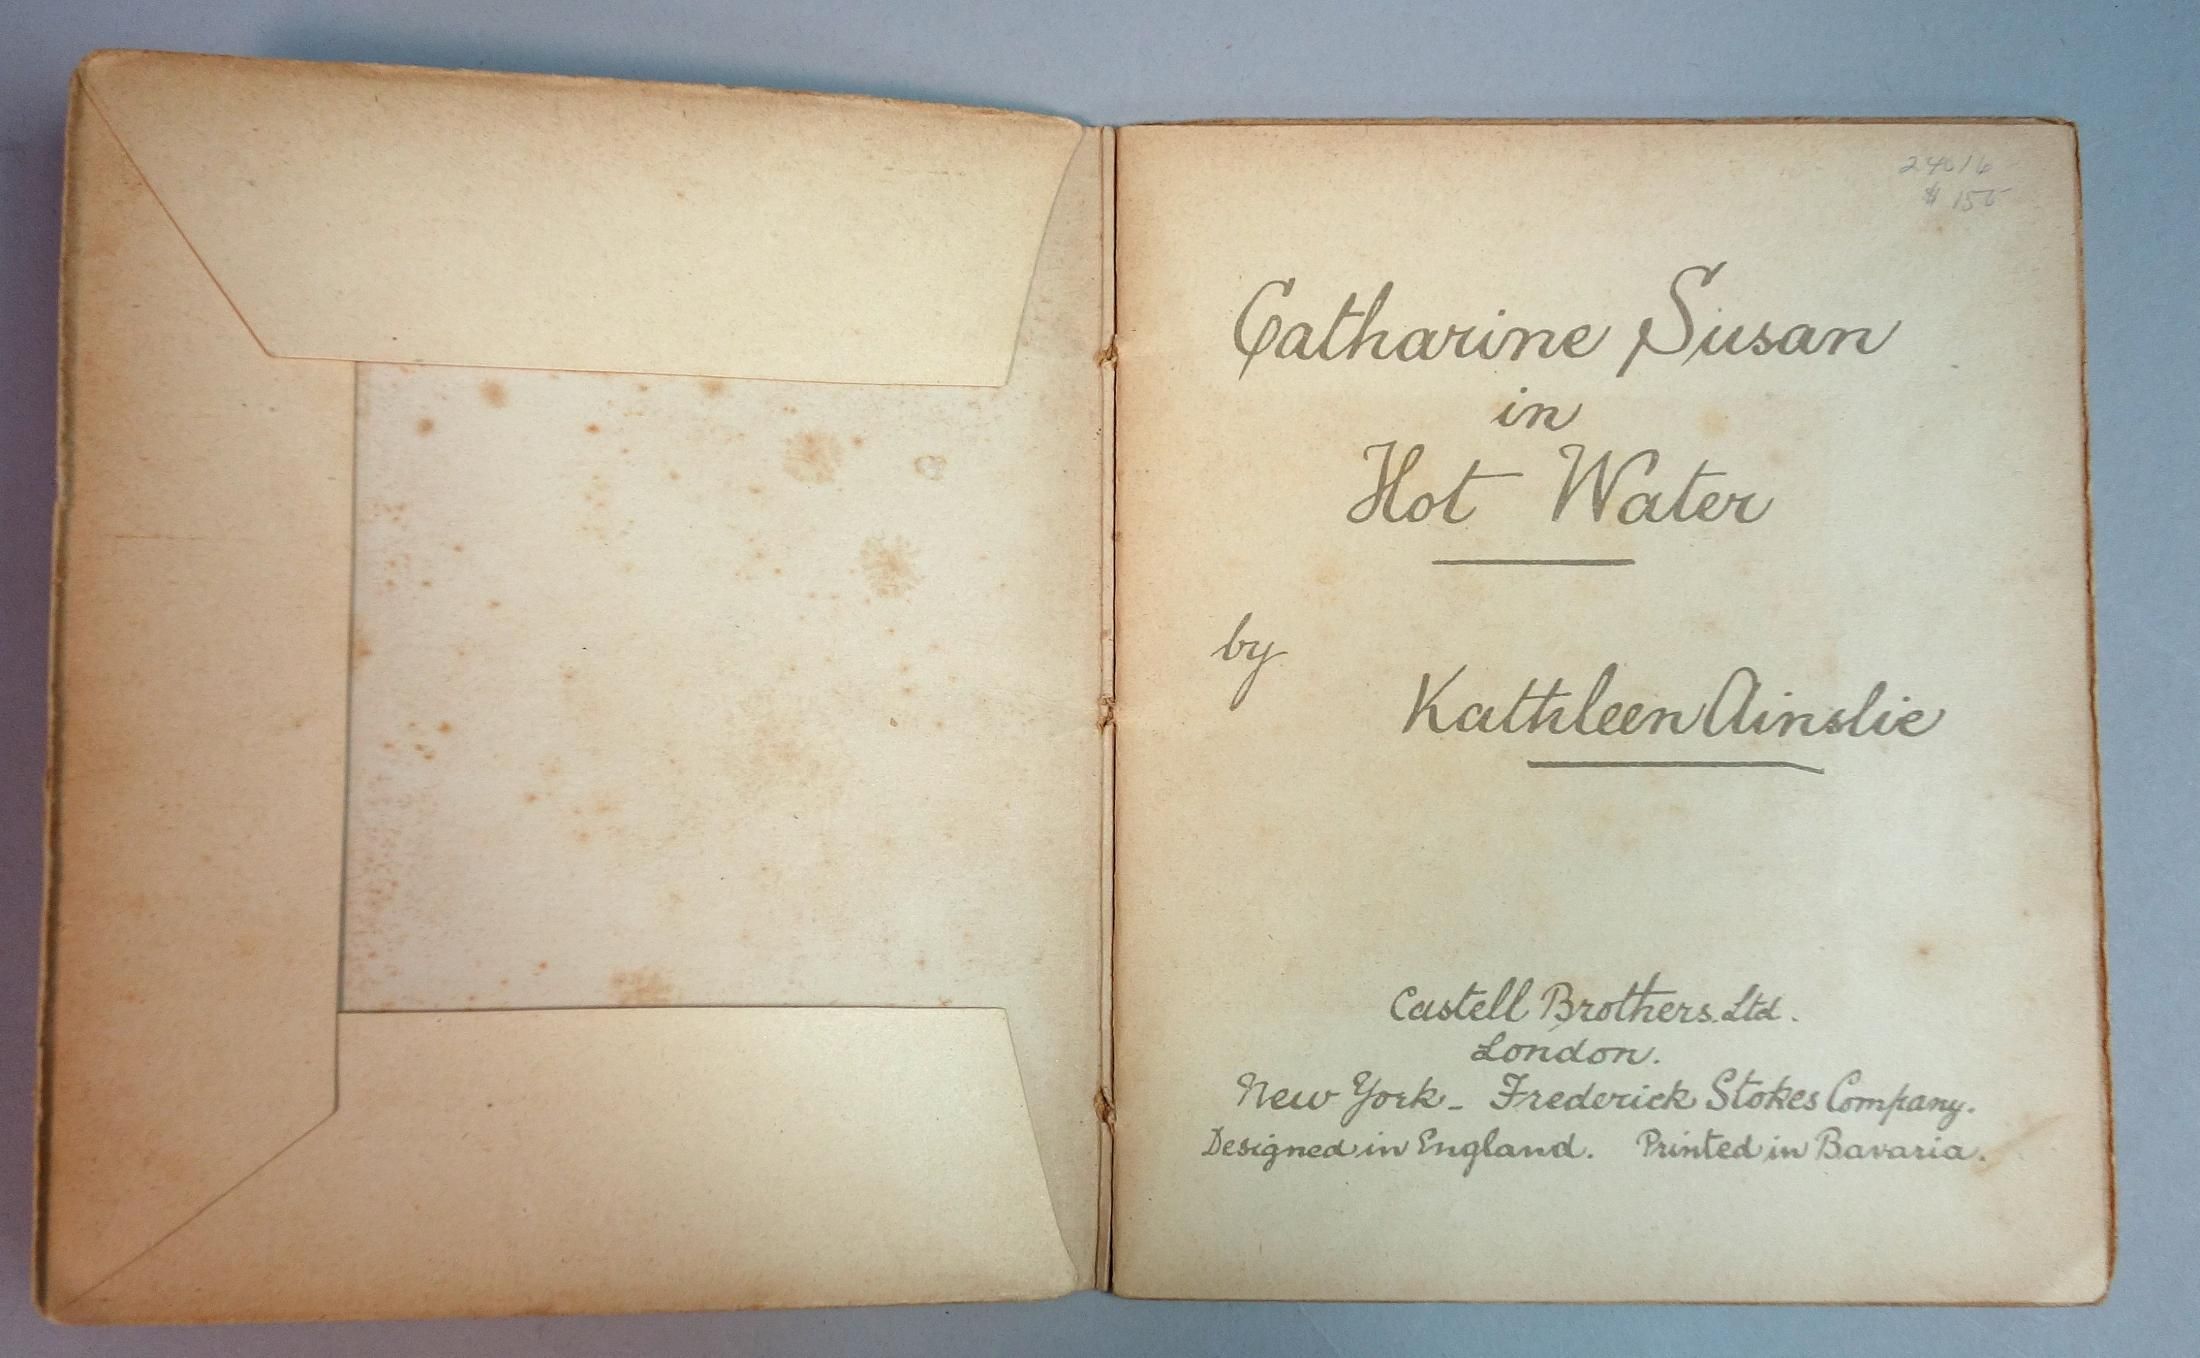 $ 150
Catharine Susan
in
Hot Water
by
Kathleen Ainslie
Castell Brothers. Ltd.
London.
New York - Frederick Stokes Company.
Designed in England. Printed in Bavaria.